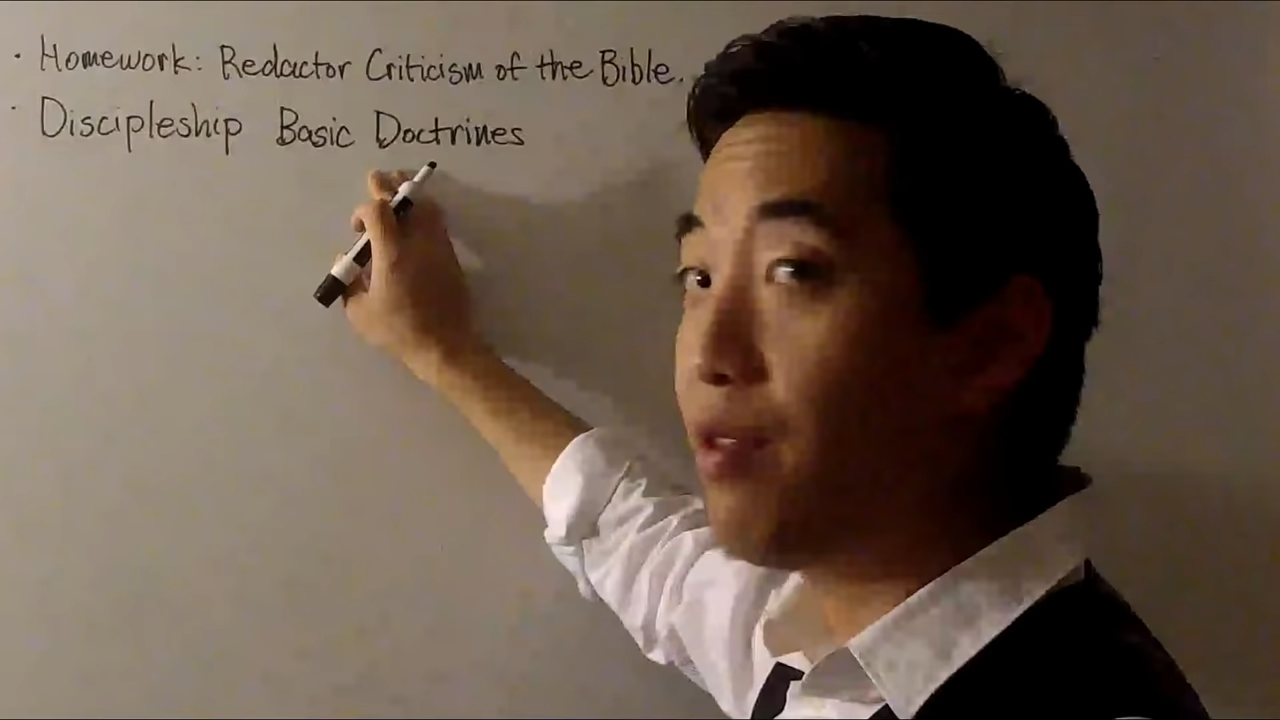 · Homework: Redactor Criticism of the Bible.
· Discipleship Basic Doctrines